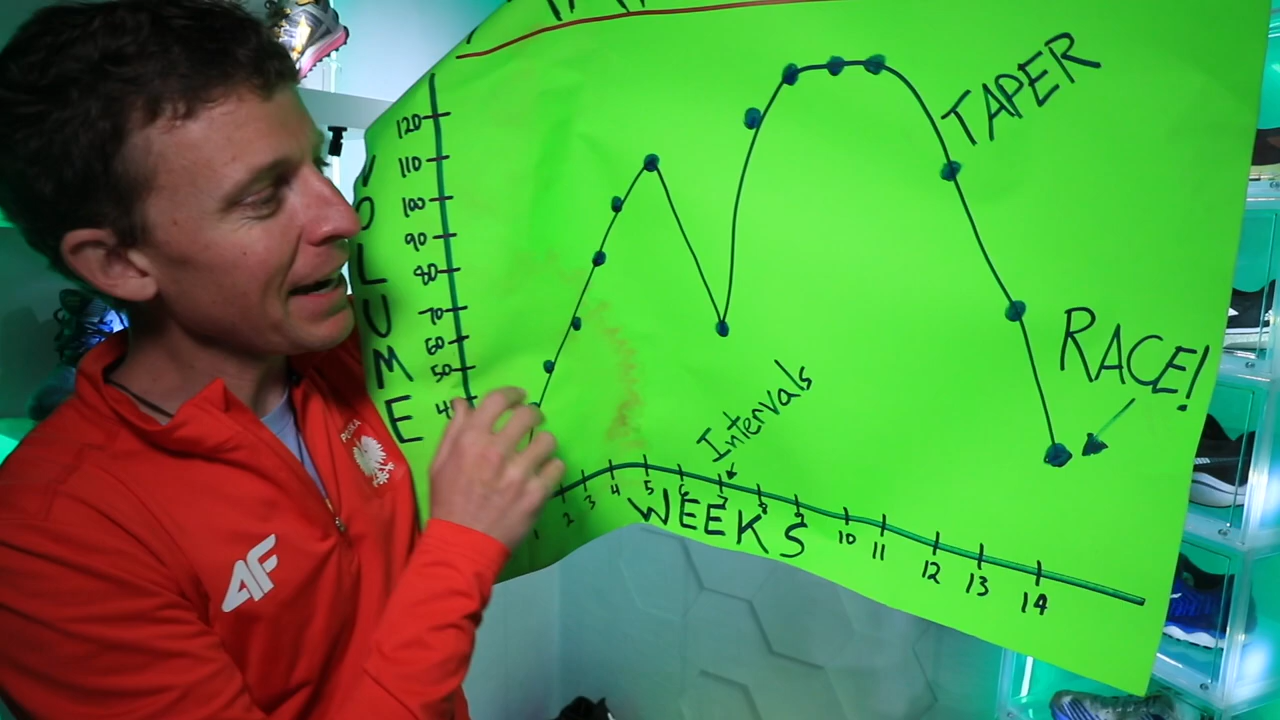 TAPER
120
110
100
90
80
70
60
50
VOLUME
RACE!
Intervals
POLSKA
4F
1 2 3 4 5 6 7 8 9 10 11 12 13 14
WEEKS